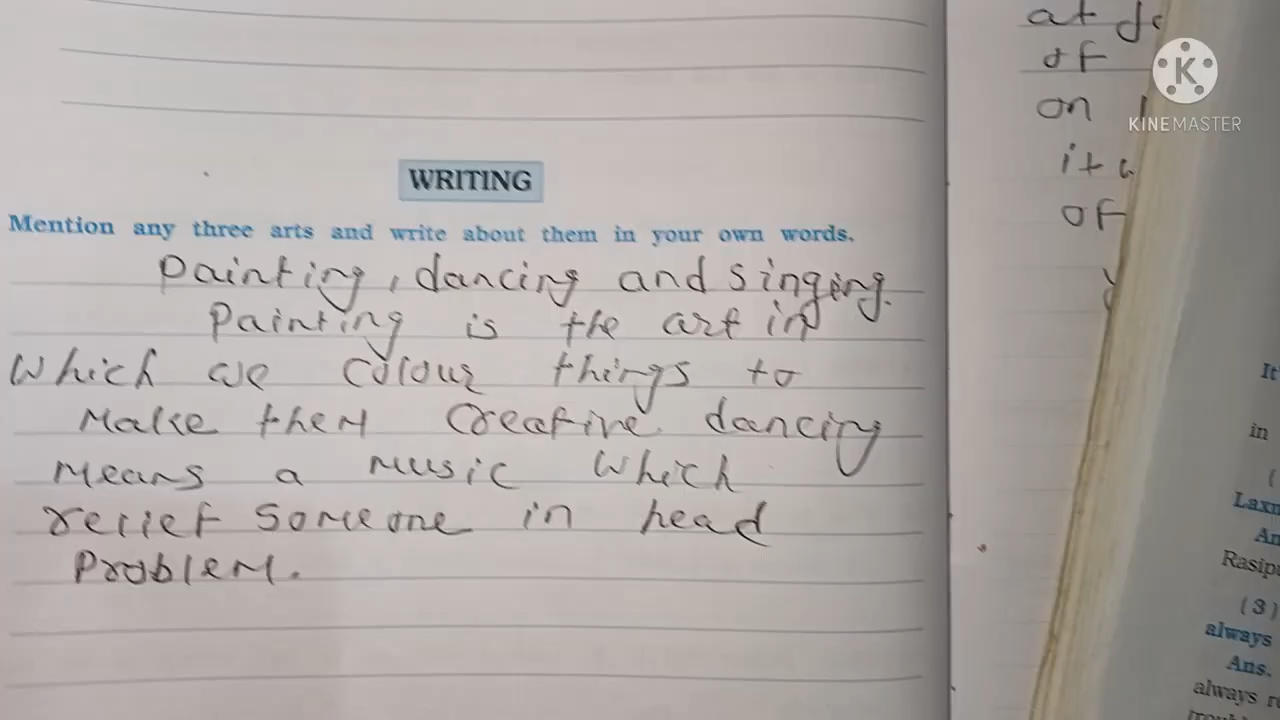 WRITING
Mention any three arts and write about them in your own words.
Painting, dancing and singing.
Painting is the art in
Which we colour things to
Make them Creative. dancing
Means a music Which
relief Someone in head
Problem.
at
of
on
of
KINEMASTER
It'
in
Laxm
An
Rasipu
(3)
always
Ans.
always